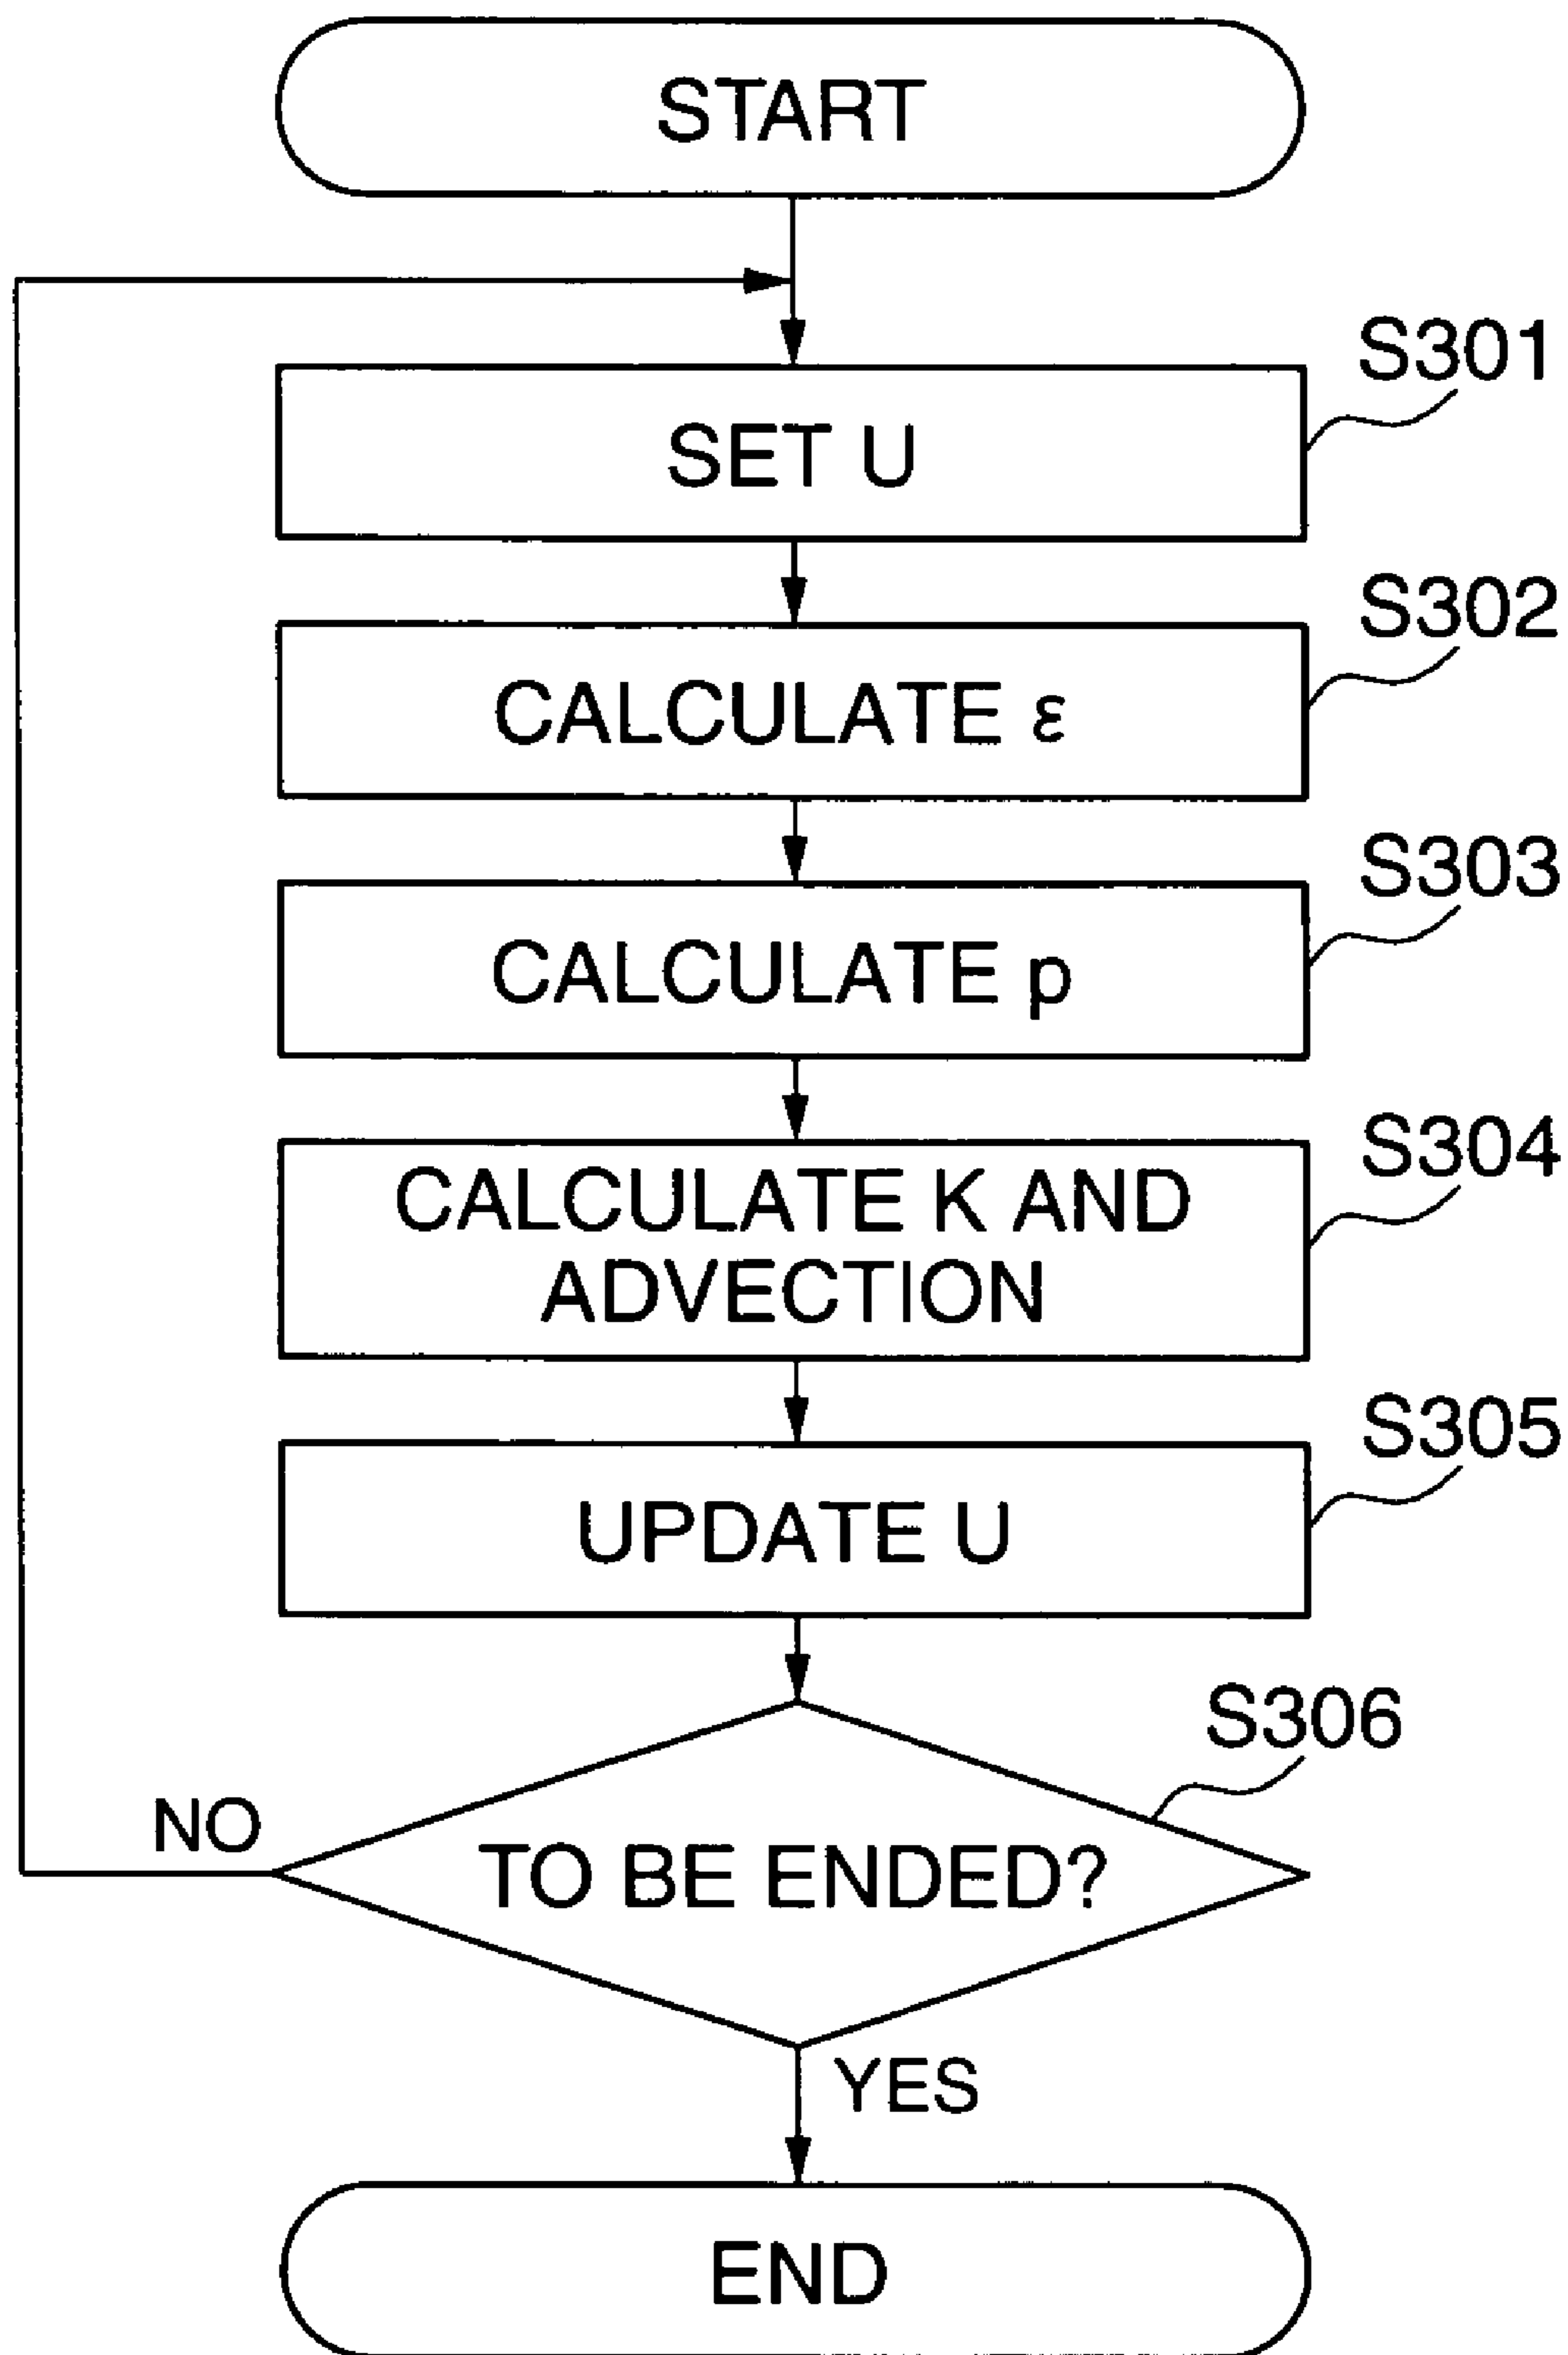 START
S301
SET U
S302
CALCULATE ε
S303
CALCULATE p
S304
CALCULATE K AND
ADVECTION
S305
UPDATE U
S306
NO
TO BE ENDED?
YES
END